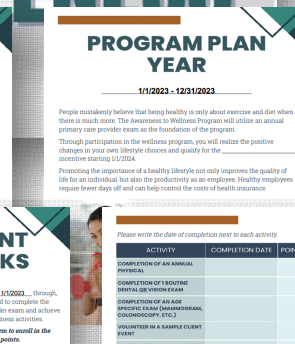 PROGRAM PLAN
YEAR
1/1/2023 - 12/31/2023
People mistakenly believe that being healthy is only about exercise and diet when
there is much more. The Awareness to Wellness Program will utilize an annual
primary care provider exam as the foundation of the program.
Through participation in the wellness program, you will realize the positive
changes in your own lifestyle choices and qualify for the
incentive starting 1/1/2024.
Promoting the importance of a healthy lifestyle not only improves the quality of
life for an individual, but also the productivity as an employee. Healthy employees
require fewer days off and can help control the costs of health insurance.
NT
KS
1/1/2023 through,
d to complete the
er exam and achieve
iness activities.
m to enroll in the
points.
Please write the date of completion next to each activity.
ACTIVITY COMPLETION DATE POIN
COMPLETION OF AN ANNUAL
PHYSICAL
COMPLETION OF 1 ROUTINE
DENTAL OR VISION EXAM
COMPLETION OF AN AGE
SPECIFIC EXAM (MAMMOGRAM,
COLONOSCOPY, ETC.)
VOLUNTEER IN A SAMPLE CLIENT
EVENT